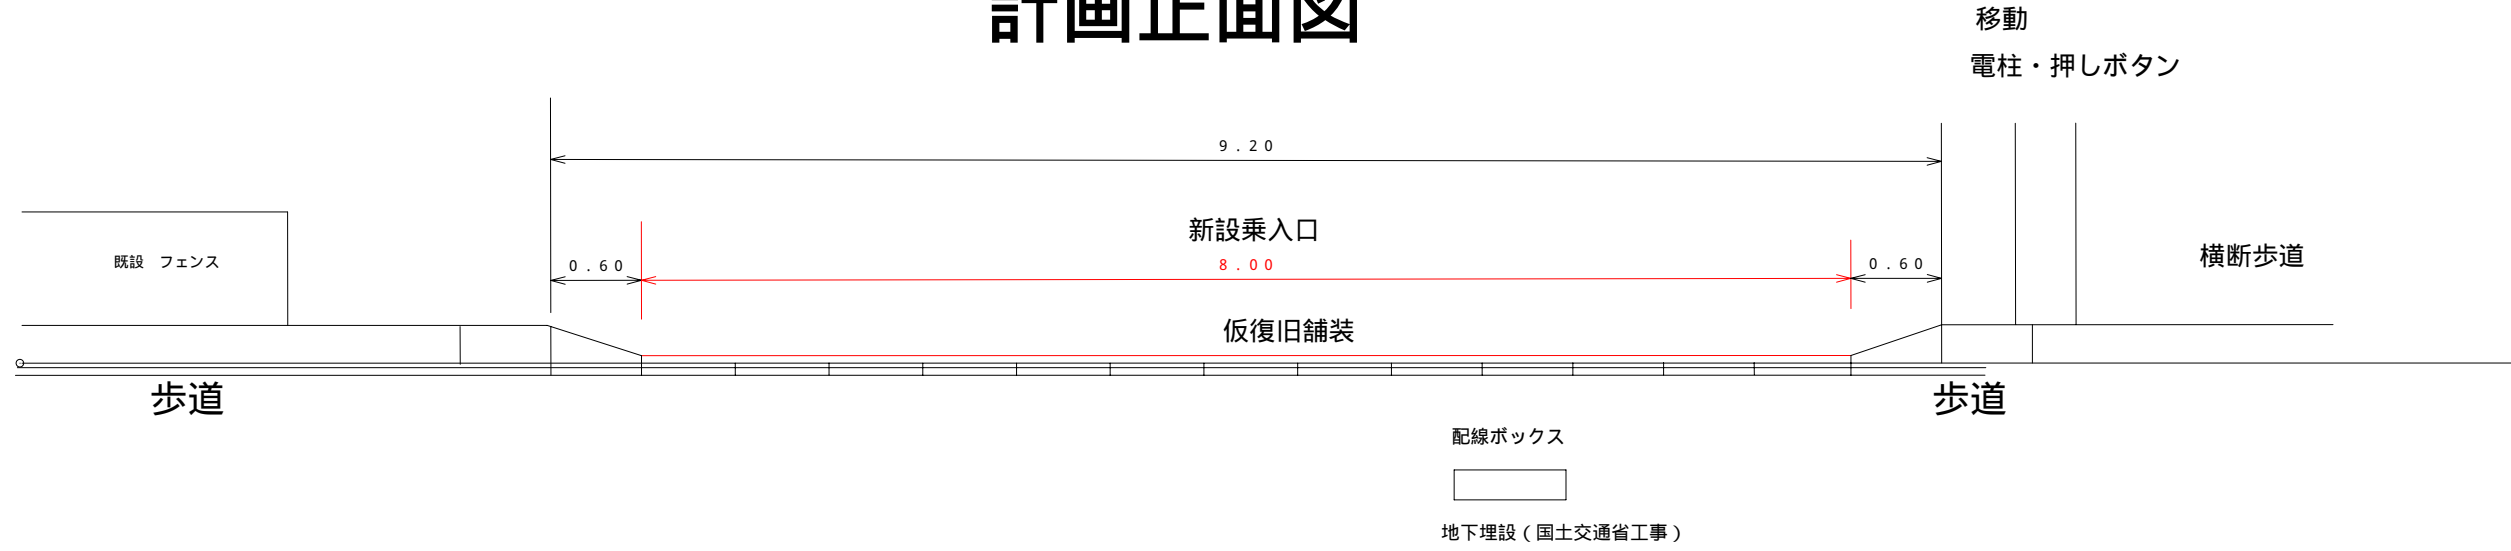 計画正面図
移動
電柱・押しボタン
9.20
新設乗入口
既設　フェンス
0.60
8.00
0.60
横断歩道
仮復旧舗装
歩道
歩道
配線ボックス
地下埋設（国土交通省工事）